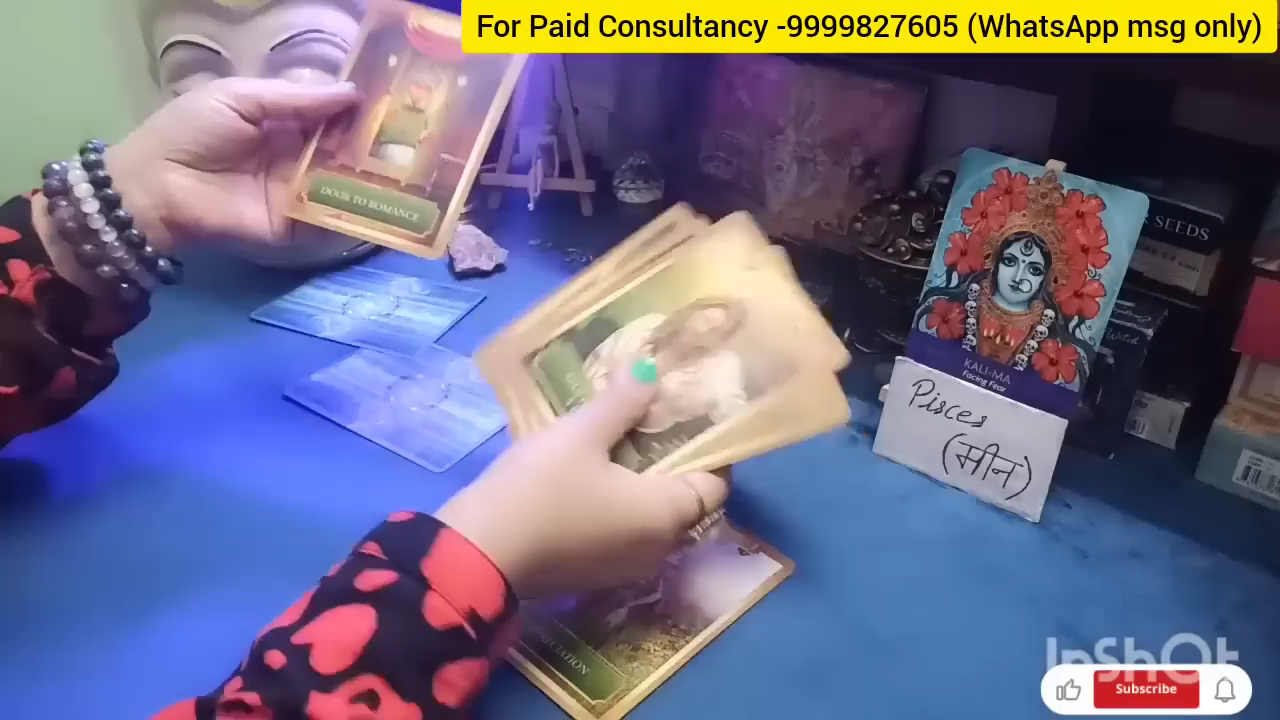 For Paid Consultancy -9999827605 (WhatsApp msg only)
DOOR TO ROMANCE
SEEDS
KALI-MA
Facing Fear
Pisces
(मीन)
InShOt
Subscribe